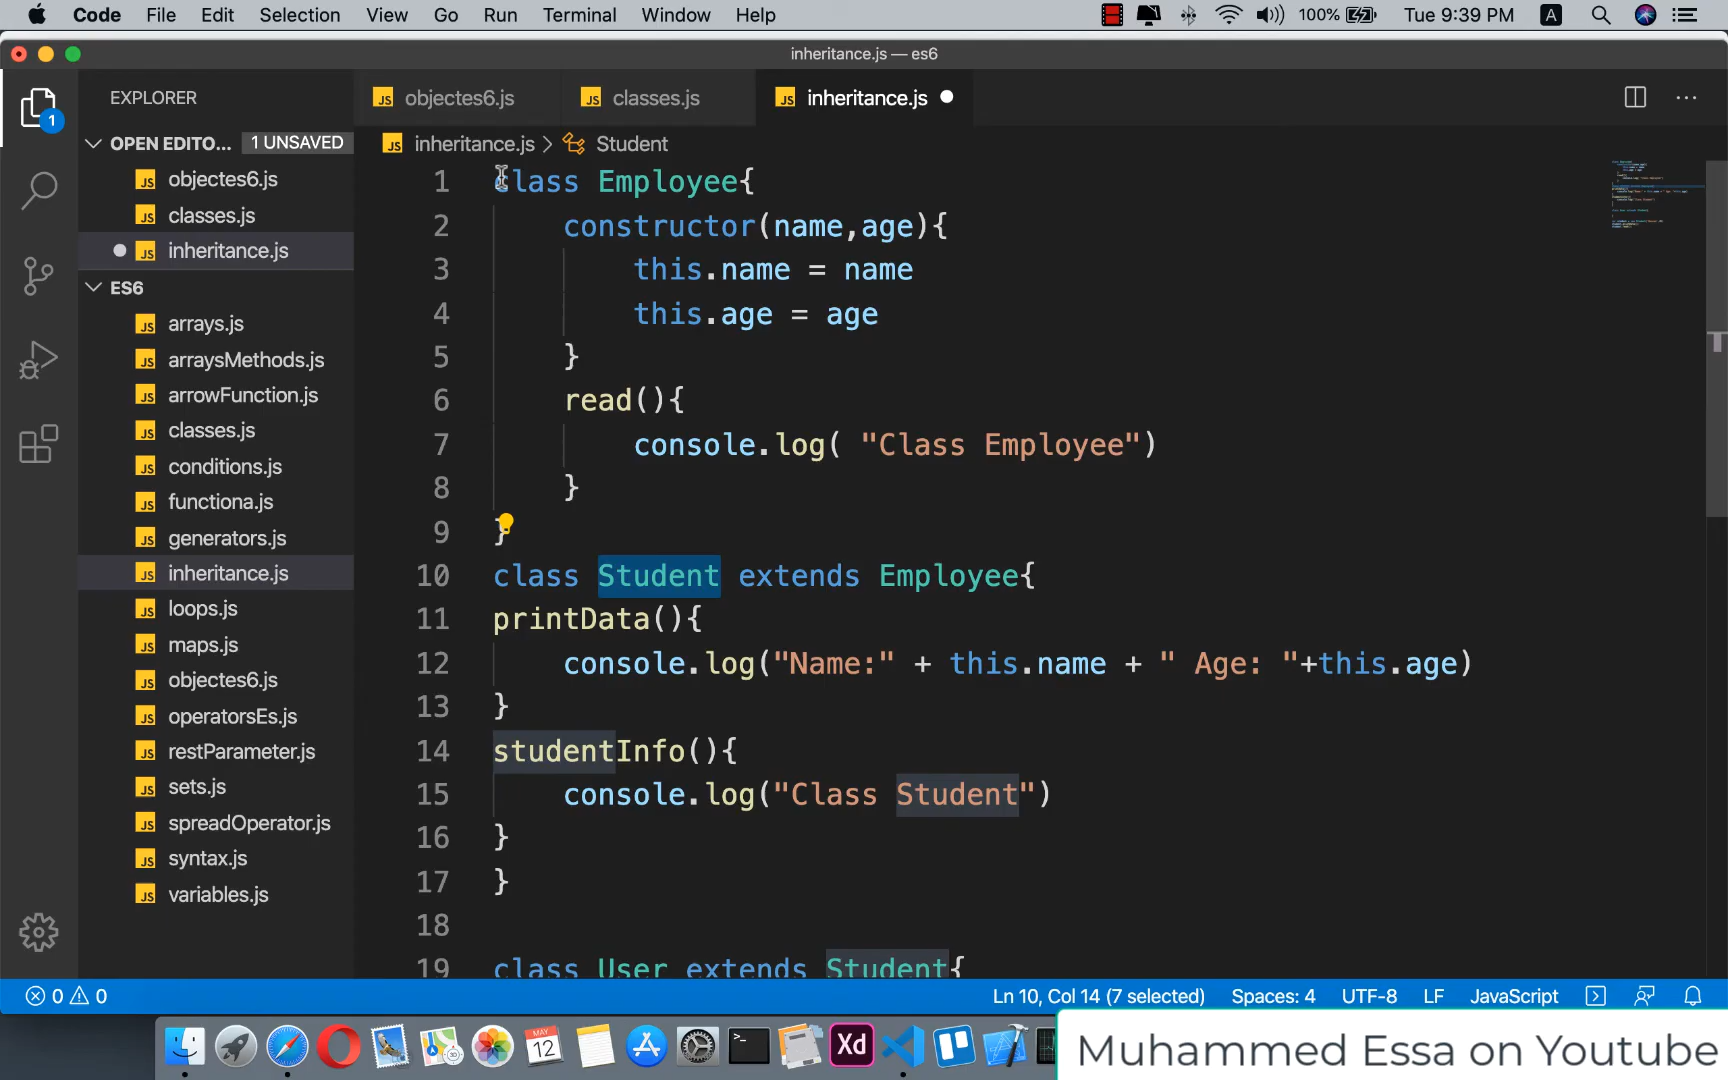 Code File Edit Selection View Go Run Terminal Window Help 100% Tue 9:39 PM A
inheritance.js — es6
EXPLORER
objectes6.js classes.js inheritance.js
OPEN EDITO... 1 UNSAVED
inheritance.js > Student
objectes6.js
classes.js
inheritance.js
ES6
arrays.js
arraysMethods.js
arrowFunction.js
classes.js
conditions.js
functiona.js
generators.js
inheritance.js
loops.js
maps.js
objectes6.js
operatorsEs.js
restParameter.js
sets.js
spreadOperator.js
syntax.js
variables.js
1 class Employee{
2 constructor(name,age){
3 this.name = name
4 this.age = age
5 }
6 read(){
7 console.log( "Class Employee")
8 }
9 }
10 class Student extends Employee{
11 printData(){
12 console.log("Name:" + this.name + " Age: "+this.age)
13 }
14 studentInfo(){
15 console.log("Class Student")
16 }
17 }
18
19 class User extends Student{
0 0 Ln 10, Col 14 (7 selected) Spaces: 4 UTF-8 LF JavaScript
MAY
12
Xd
Muhammed Essa on Youtube